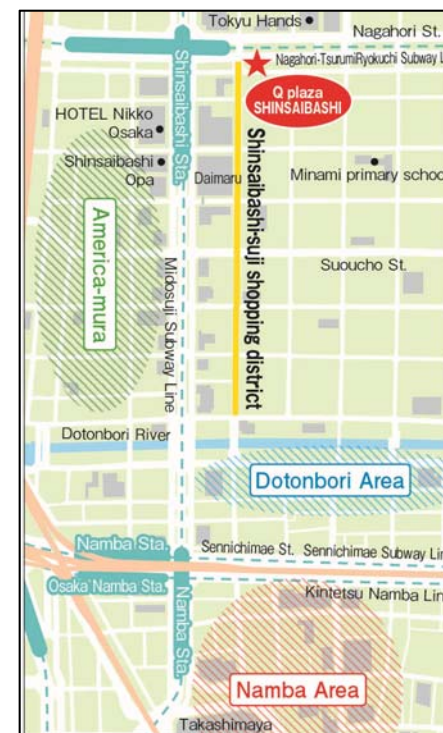 Tokyu Hands
Nagahori St.
Nagahori-TsurumiRyokuchi Subway L
Q plaza
SHINSAIBASHI
Shinsaibashi Sta.
HOTEL Nikko
Osaka
Shinsaibashi
Opa
Daimaru
Shinsaibashi-suji shopping district
Minami primary schoo
America-mura
Midosuji Subway Line
Suoucho St.
Dotonbori River
Dotonbori Area
Namba Sta.
Sennichimae St.
Sennichimae Subway Lin
Osaka Namba Sta.
Namba Sta.
Kintetsu Namba Lin
Namba Area
Takashimaya